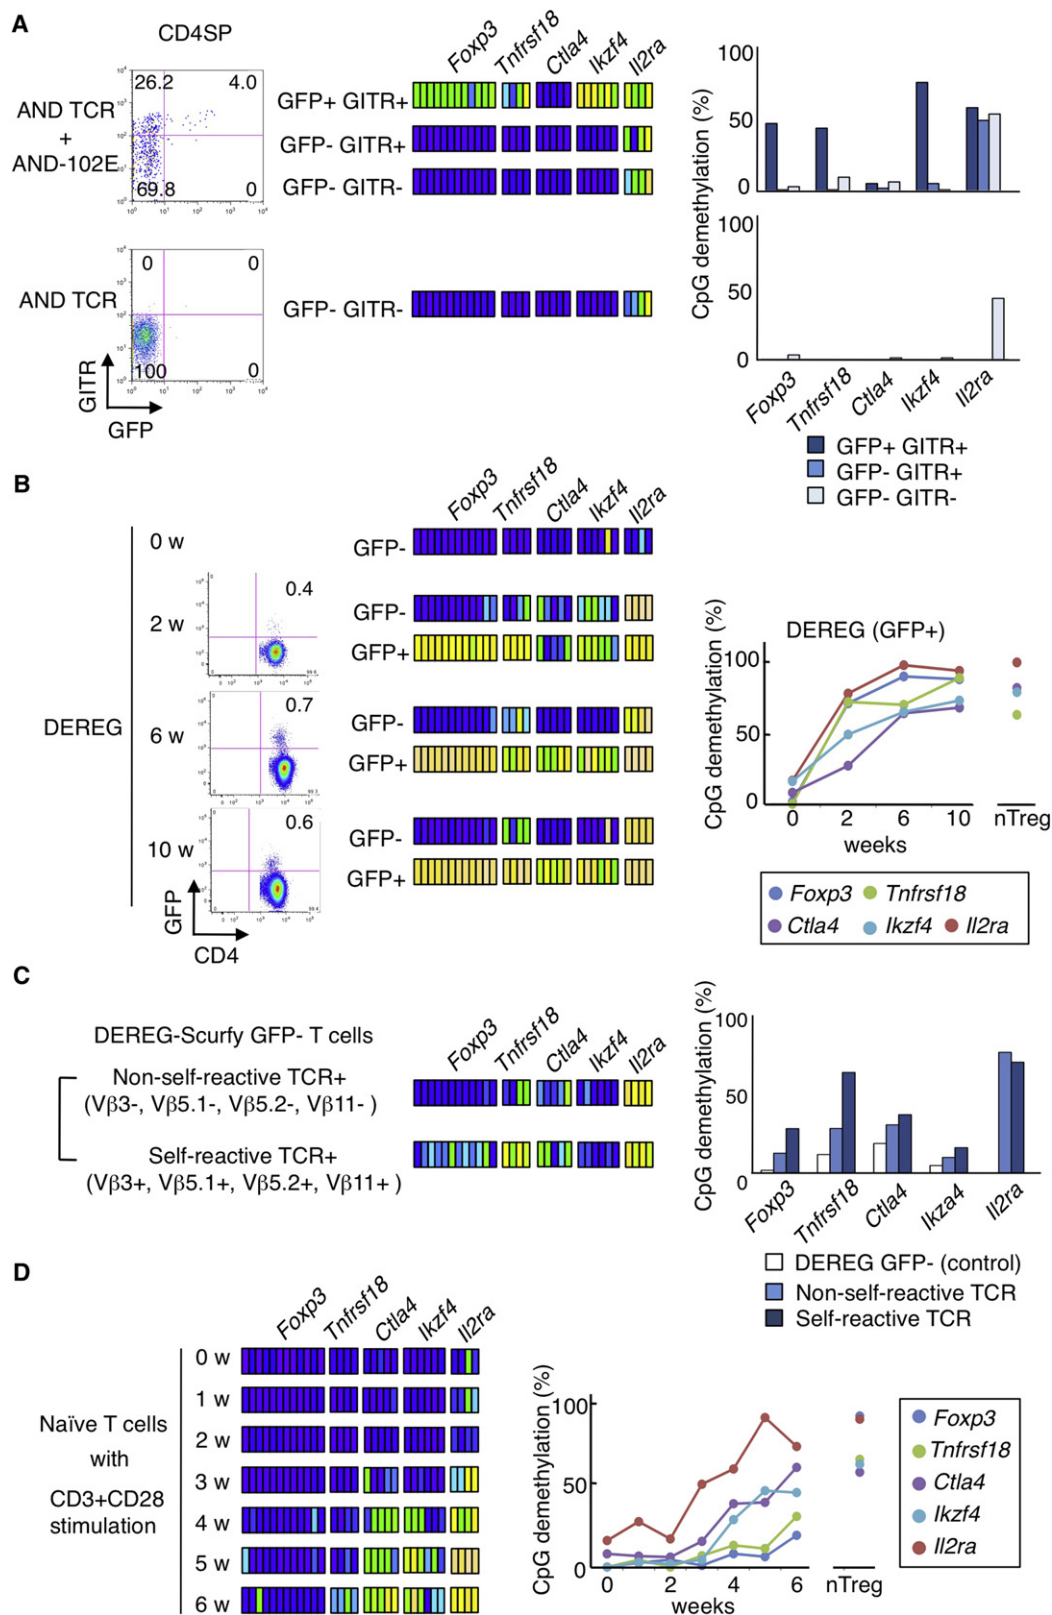 A
CD4SP
Foxp3 Tnfrsf18 Ctla4 Ikzf4 Il2ra
AND TCR
+
AND-102E
26.2 4.0
69.8 0
GFP+ GITR+
GFP- GITR+
GFP- GITR-
CpG demethylation (%)
100
50
0
AND TCR
0 0
100 0
GITR
GFP
GFP- GITR-
CpG demethylation (%)
100
50
0
Foxp3 Tnfrsf18 Ctla4 Ikzf4 Il2ra
GFP+ GITR+
GFP- GITR+
GFP- GITR-
B
Foxp3 Tnfrsf18 Ctla4 Ikzf4 Il2ra
DEREG
0 w
GFP-
2 w
0.4
GFP-
GFP+
6 w
0.7
GFP-
GFP+
10 w
0.6
GFP-
GFP+
GFP
CD4
DEREG (GFP+)
CpG demethylation (%)
100
50
0
0 2 6 10 nTreg
weeks
Foxp3 Tnfrsf18
Ctla4 Ikzf4 Il2ra
C
DEREG-Scurfy GFP- T cells
Foxp3 Tnfrsf18 Ctla4 Ikzf4 Il2ra
Non-self-reactive TCR+
(Vβ3-, Vβ5.1-, Vβ5.2-, Vβ11- )
Self-reactive TCR+
(Vβ3+, Vβ5.1+, Vβ5.2+, Vβ11+ )
CpG demethylation (%)
100
50
0
Foxp3 Tnfrsf18 Ctla4 Ikza4 Il2ra
DEREG GFP- (control)
Non-self-reactive TCR
Self-reactive TCR
D
Foxp3 Tnfrsf18 Ctla4 Ikzf4 Il2ra
Naïve T cells
with
CD3+CD28
stimulation
0 w
1 w
2 w
3 w
4 w
5 w
6 w
CpG demethylation (%)
100
50
0
0 2 4 6 nTreg
weeks
Foxp3
Tnfrsf18
Ctla4
Ikzf4
Il2ra